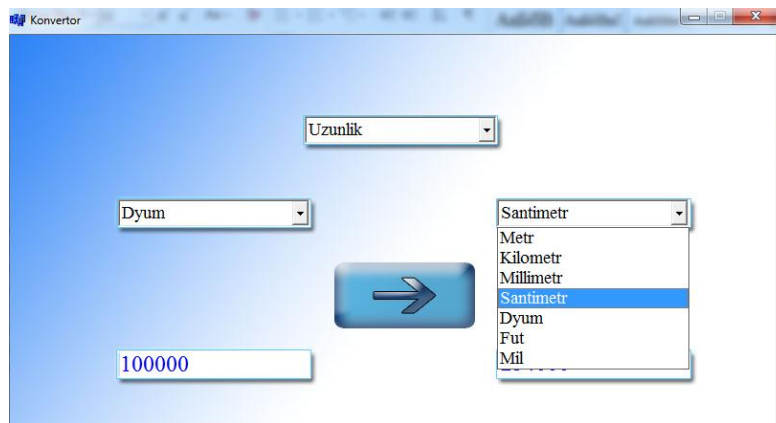 Konvertor
Uzunlik
Dyum
Santimetr
Metr
Kilometr
Millimetr
Santimetr
Dyum
Fut
Mil
100000